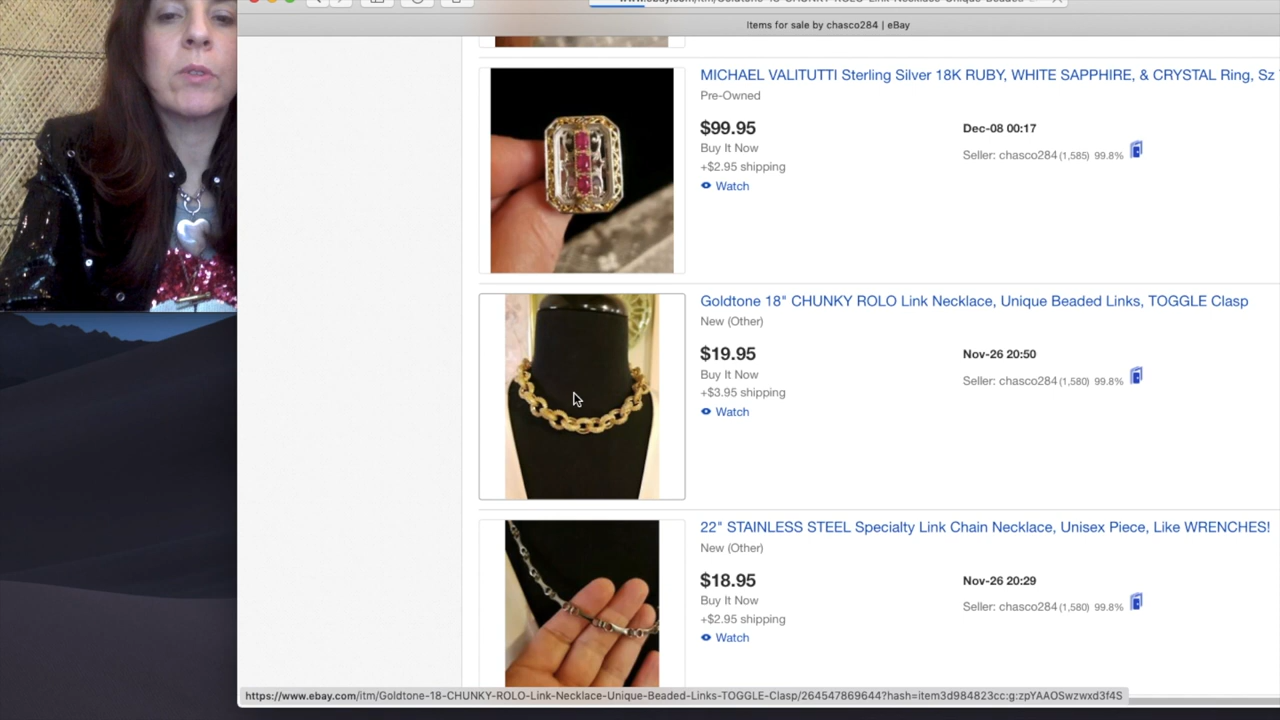 Items for sale by chasco284 | eBay
MICHAEL VALITUTTI Sterling Silver 18K RUBY, WHITE SAPPHIRE, & CRYSTAL Ring, Sz
Pre-Owned
$99.95
Dec-08 00:17
Buy It Now
Seller: chasco284 (1,585) 99.8%
+$2.95 shipping
Watch
Goldtone 18" CHUNKY ROLO Link Necklace, Unique Beaded Links, TOGGLE Clasp
New (Other)
$19.95
Nov-26 20:50
Buy It Now
Seller: chasco284 (1,580) 99.8%
+$3.95 shipping
Watch
22" STAINLESS STEEL Specialty Link Chain Necklace, Unisex Piece, Like WRENCHES!
New (Other)
$18.95
Nov-26 20:29
Buy It Now
Seller: chasco284 (1,580) 99.8%
+$2.95 shipping
Watch
https://www.ebay.com/itm/Goldtone-18-CHUNKY-ROLO-Link-Necklace-Unique-Beaded-Links-TOGGLE-Clasp/264547869644?hash=item3d984823cc:g:zpYAAOSwzwxd3f4S